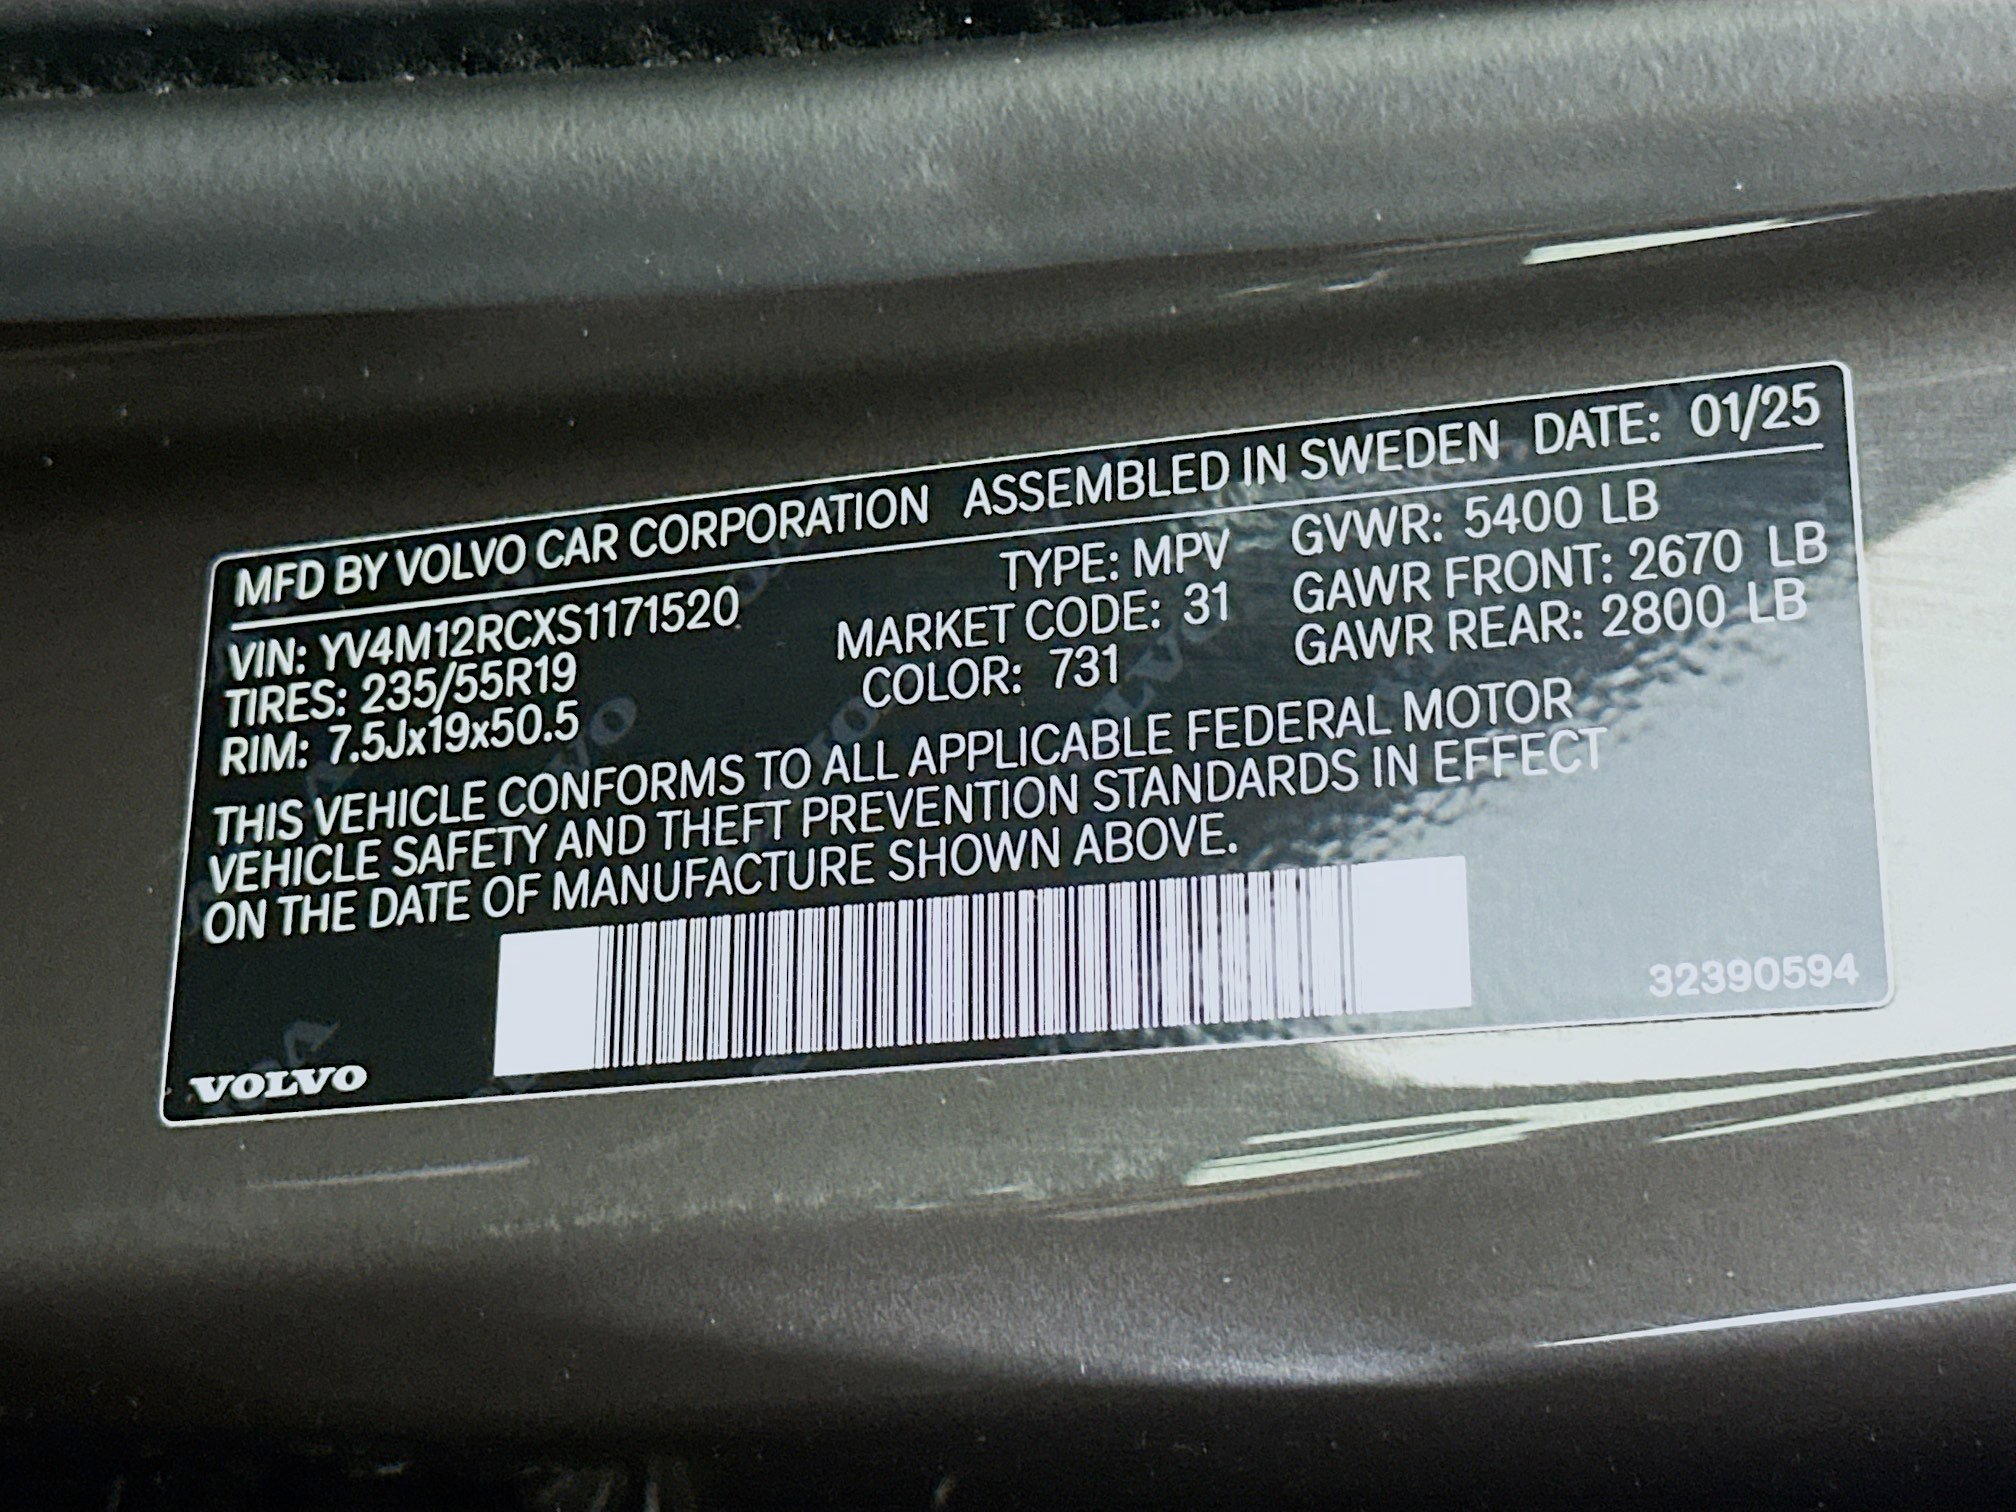 MFD BY VOLVO CAR CORPORATION ASSEMBLED IN SWEDEN DATE: 01/25
VIN: YV4M12RCXS1171520 TYPE: MPV GVWR: 5400 LB
TIRES: 235/55R19 MARKET CODE: 31 GAWR FRONT: 2670 LB
RIM: 7.5Jx19x50.5 COLOR: 731 GAWR REAR: 2800 LB
THIS VEHICLE CONFORMS TO ALL APPLICABLE FEDERAL MOTOR
VEHICLE SAFETY AND THEFT PREVENTION STANDARDS IN EFFECT
ON THE DATE OF MANUFACTURE SHOWN ABOVE.
32390594
VOLVO